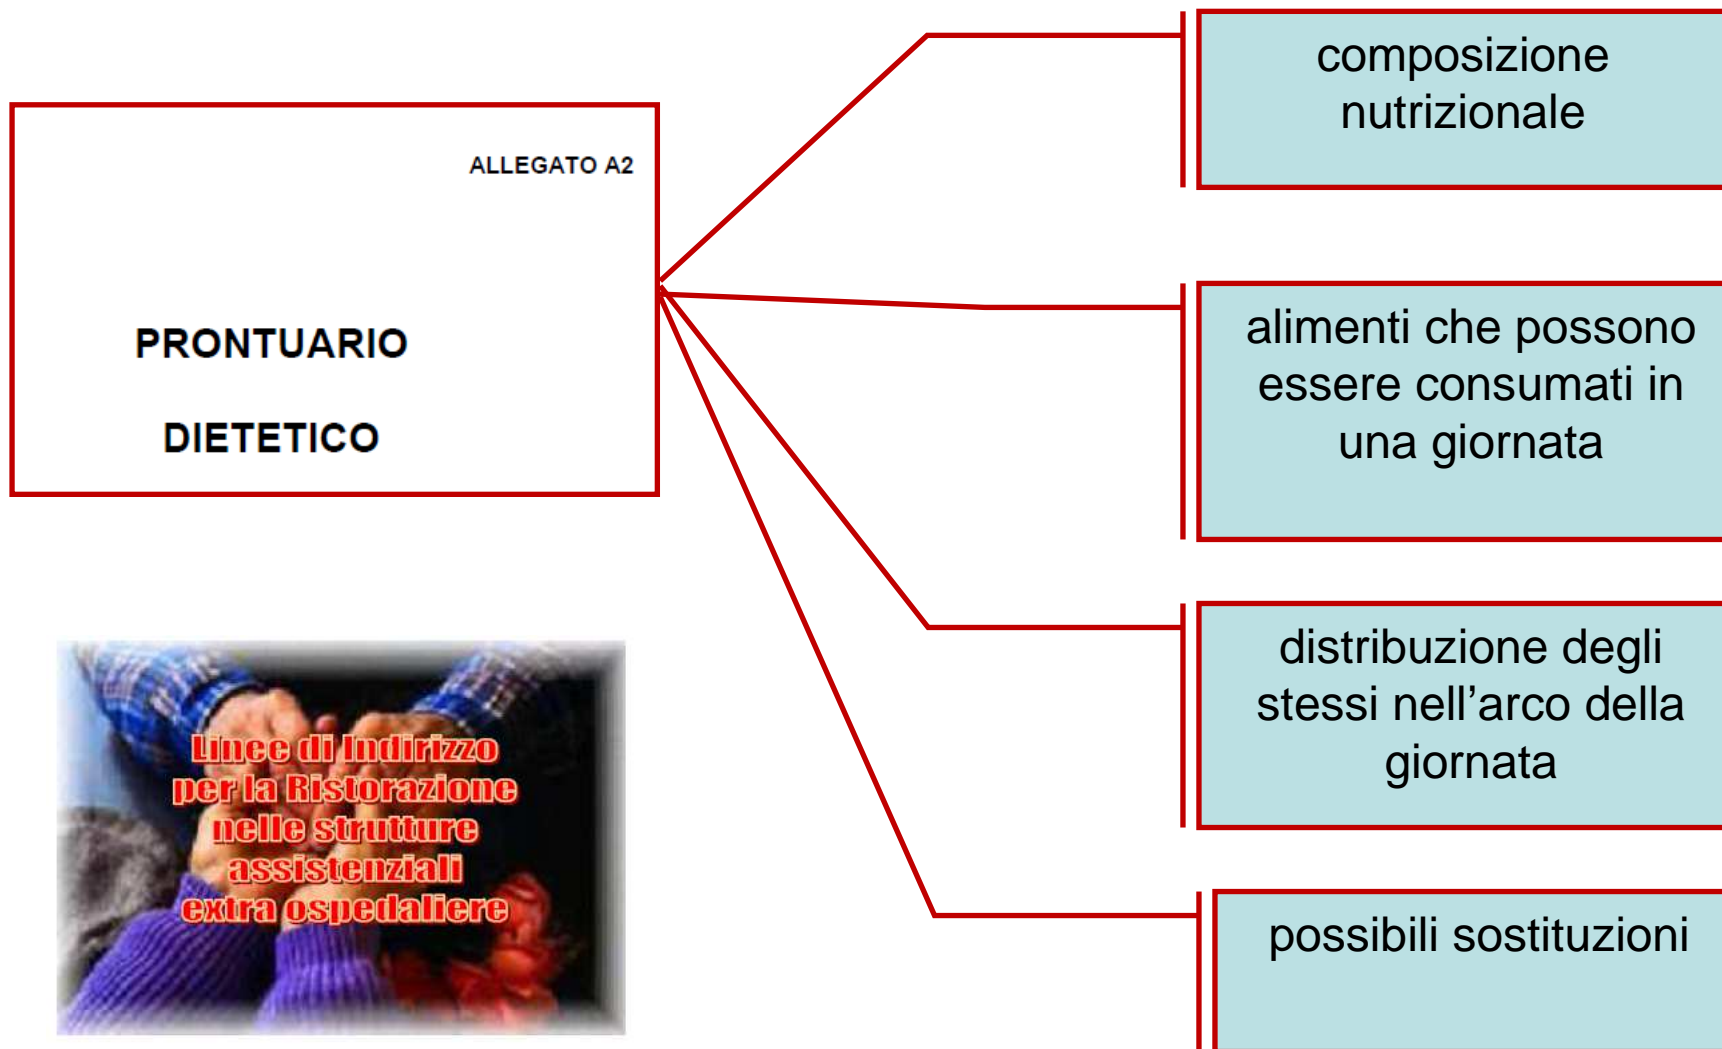 ALLEGATO A2
PRONTUARIO
DIETETICO
composizione
nutrizionale
alimenti che possono
essere consumati in
una giornata
distribuzione degli
stessi nell'arco della
giornata
possibili sostituzioni
Linee di Indirizzo
per la Ristorazione
nelle strutture
assistenziali
extra ospedaliere